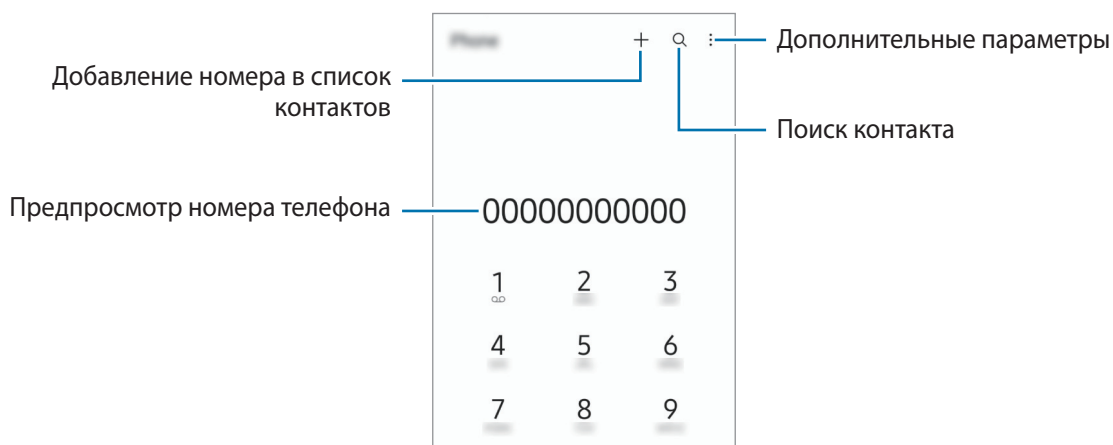 Phone
Дополнительные параметры
Добавление номера в список
контактов
Поиск контакта
Предпросмотр номера телефона
00000000000
1 2 3
4 5 6
7 8 9